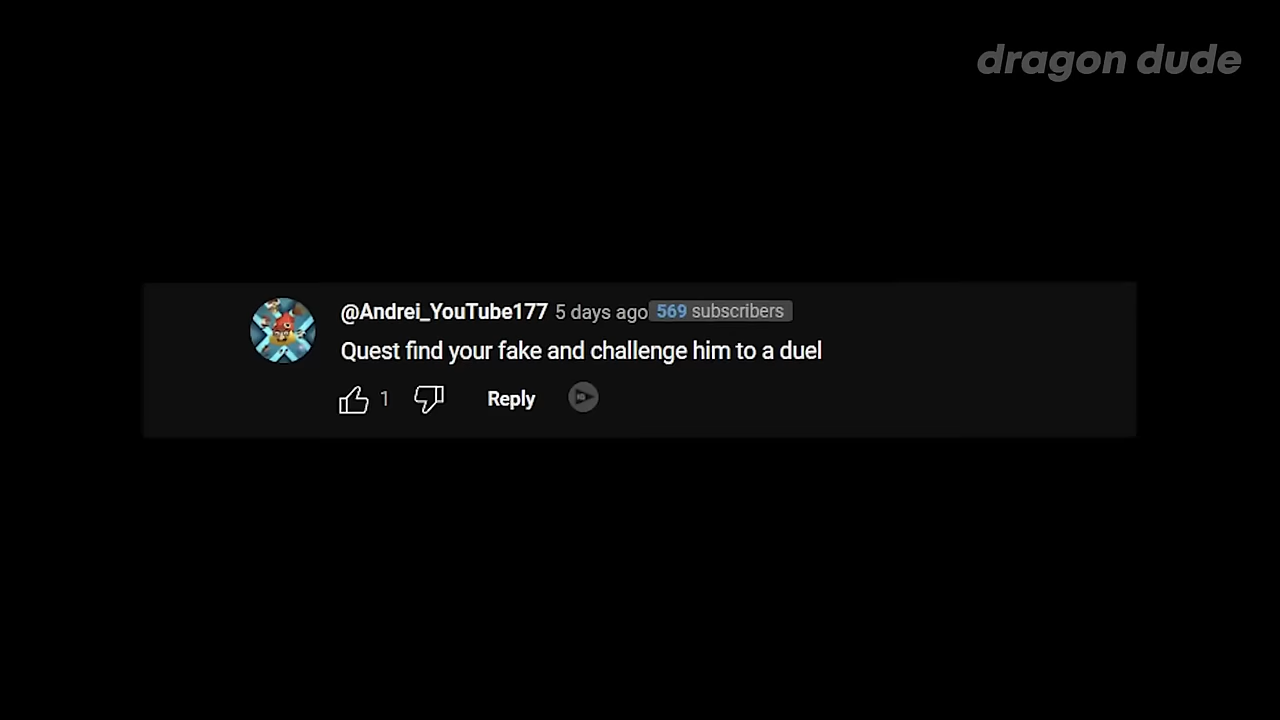 dragon dude
@Andrei_YouTube177 5 days ago 569 subscribers
Quest find your fake and challenge him to a duel
1 Reply